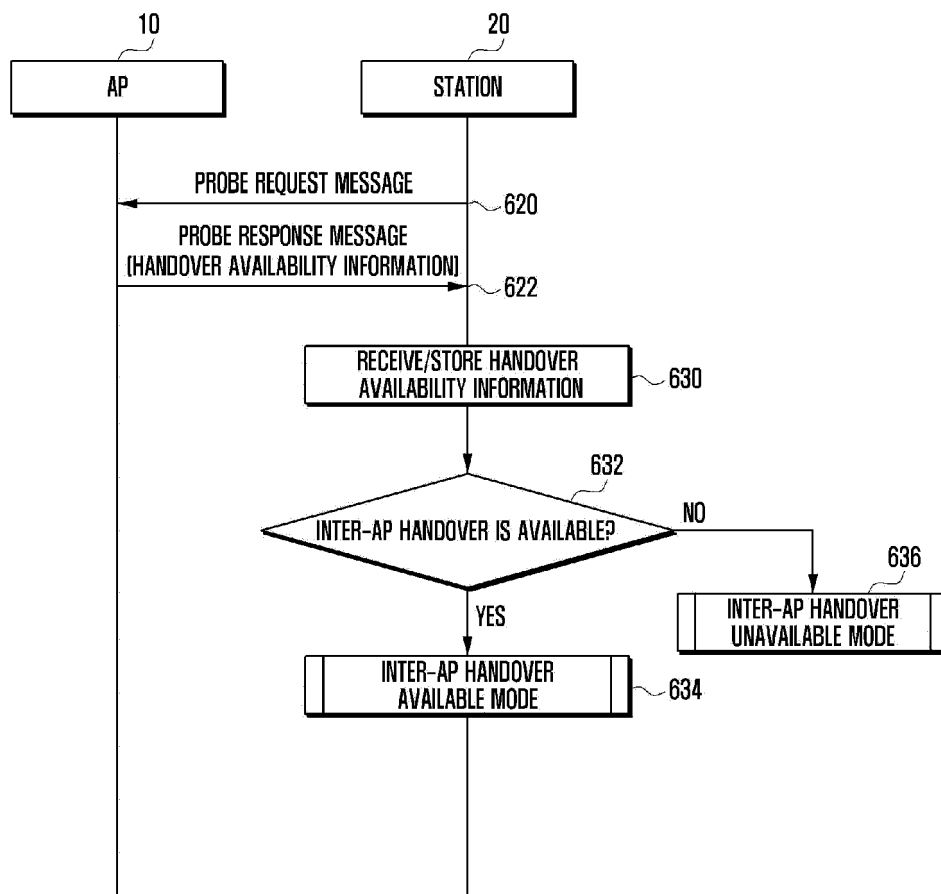 10
20
AP
STATION
PROBE REQUEST MESSAGE
620
PROBE RESPONSE MESSAGE
(HANDOVER AVAILABILITY INFORMATION)
622
RECEIVE/STORE HANDOVER
AVAILABILITY INFORMATION
630
632
INTER-AP HANDOVER IS AVAILABLE?
NO
636
INTER-AP HANDOVER
UNAVAILABLE MODE
YES
INTER-AP HANDOVER
AVAILABLE MODE
634